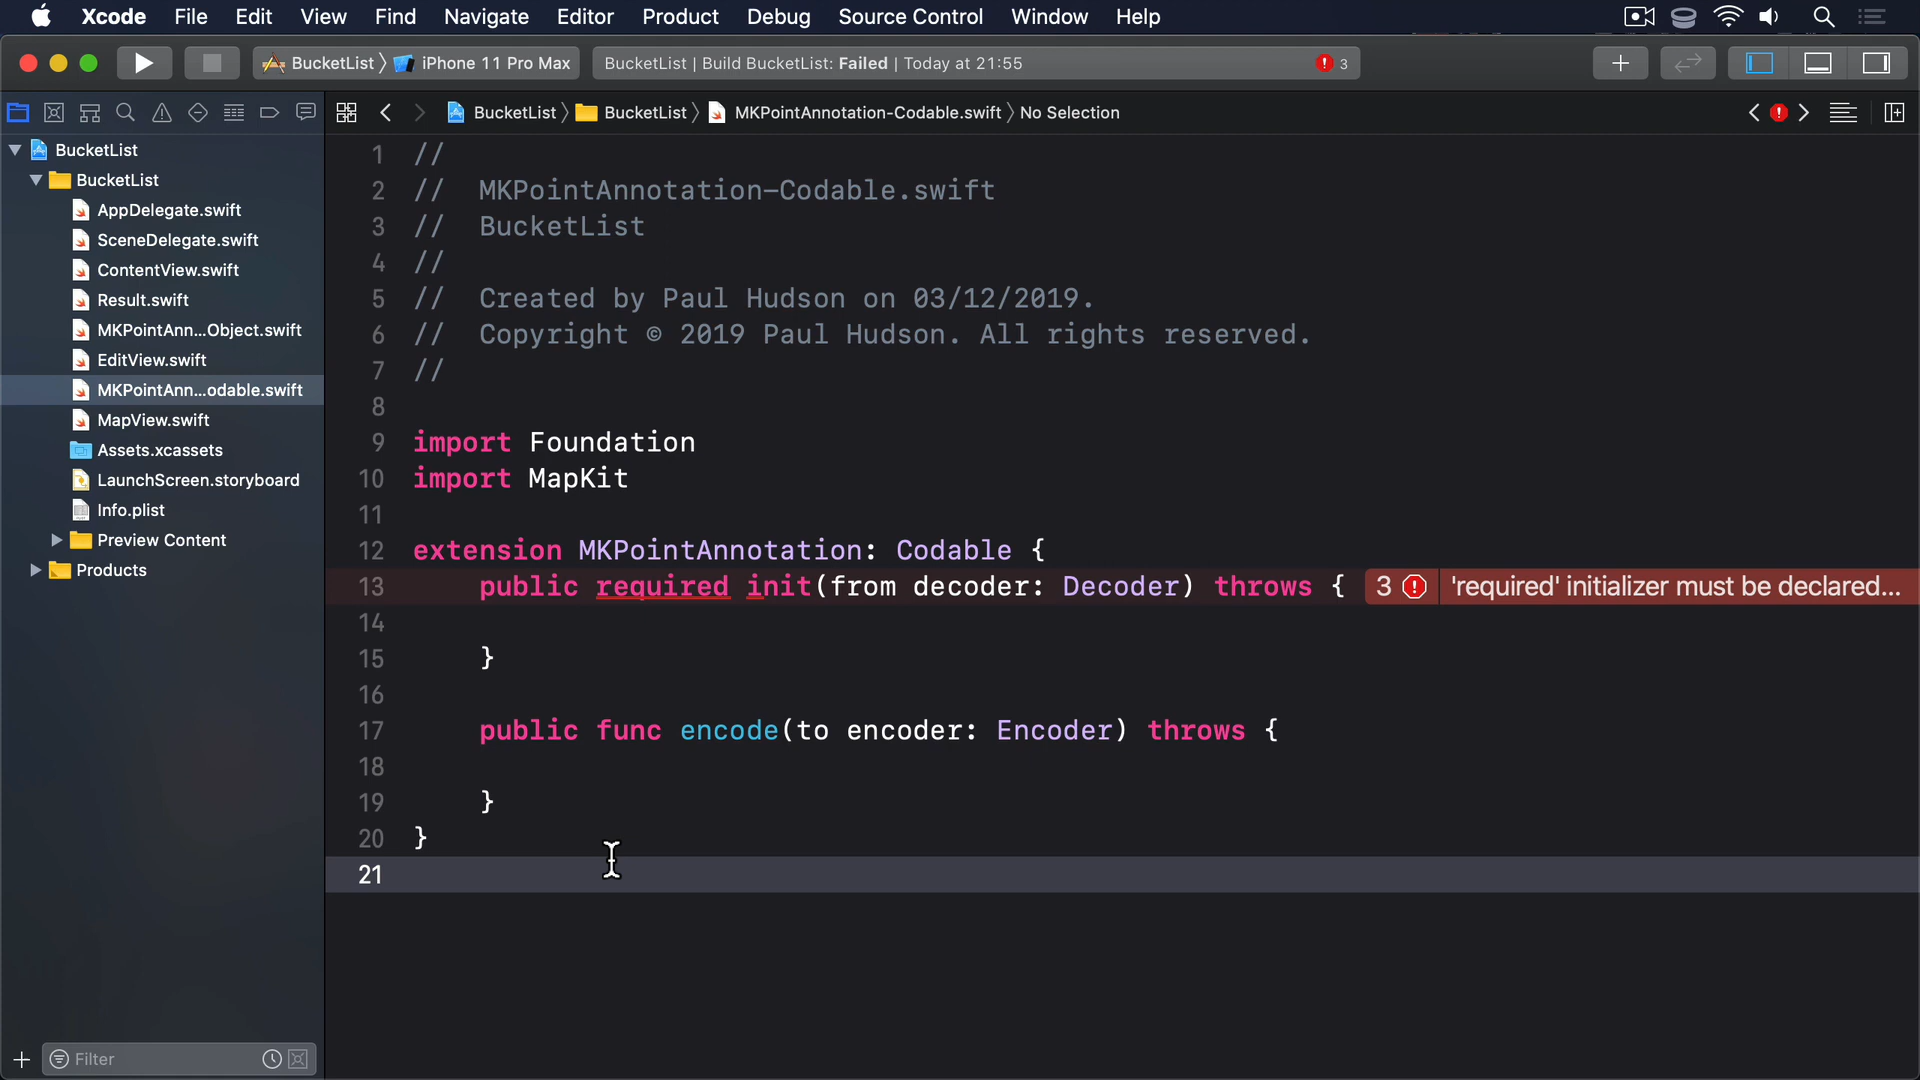 Xcode File Edit View Find Navigate Editor Product Debug Source Control Window Help
BucketList iPhone 11 Pro Max BucketList | Build BucketList: Failed | Today at 21:55 3
BucketList BucketList MKPointAnnotation-Codable.swift No Selection
BucketList
BucketList
AppDelegate.swift
SceneDelegate.swift
ContentView.swift
Result.swift
MKPointAnn...Object.swift
EditView.swift
MKPointAnn...odable.swift
MapView.swift
Assets.xcassets
LaunchScreen.storyboard
Info.plist
Preview Content
Products
Filter
1 //
2 //  MKPointAnnotation-Codable.swift
3 //  BucketList
4 //
5 //  Created by Paul Hudson on 03/12/2019.
6 //  Copyright © 2019 Paul Hudson. All rights reserved.
7 //
8
9 import Foundation
10 import MapKit
11
12 extension MKPointAnnotation: Codable {
13     public required init(from decoder: Decoder) throws { 3 'required' initializer must be declared...
14
15     }
16
17     public func encode(to encoder: Encoder) throws {
18
19     }
20 }
21